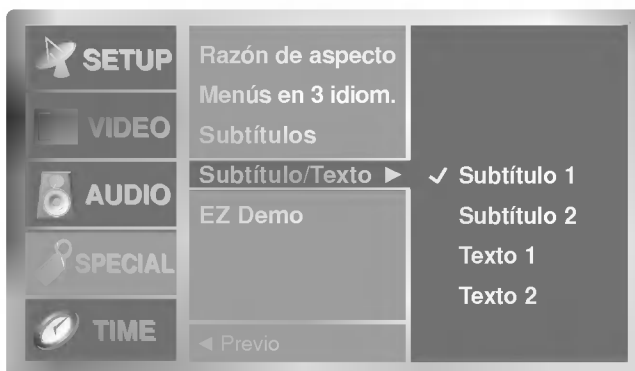 SETUP
VIDEO
AUDIO
SPECIAL
TIME
Razón de aspecto
Menús en 3 idiom.
Subtítulos
Subtítulo/Texto ►
EZ Demo
◄ Previo
✓ Subtítulo 1
Subtítulo 2
Texto 1
Texto 2